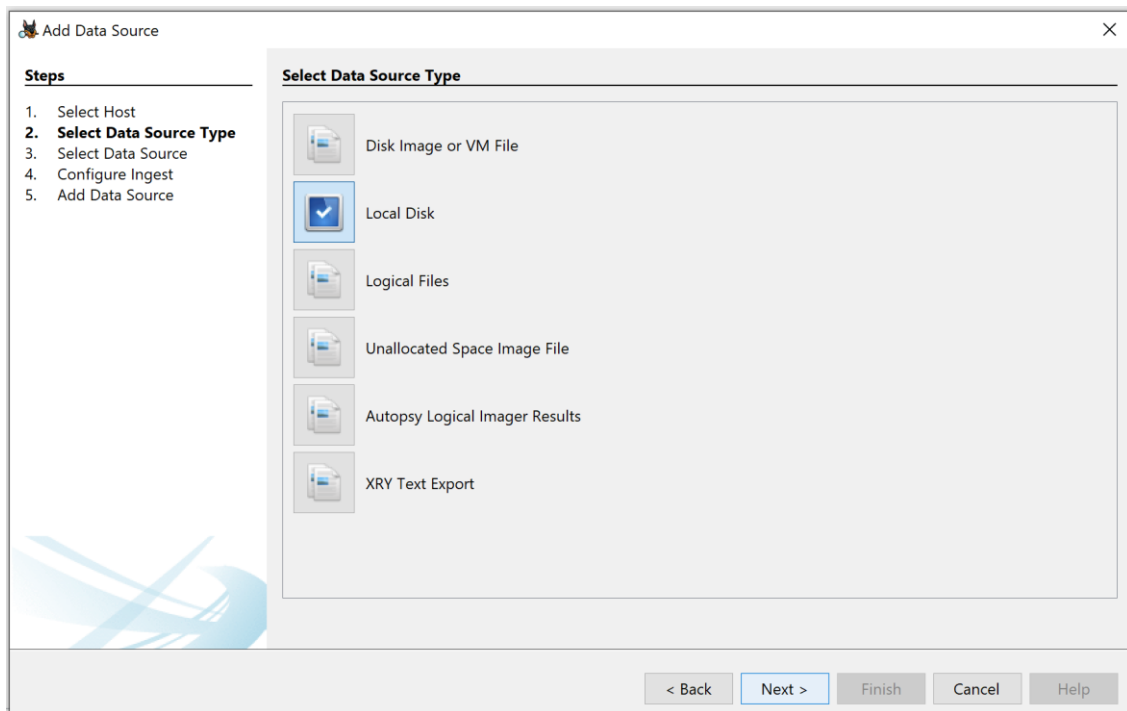 Add Data Source
Steps
1. Select Host
2. Select Data Source Type
3. Select Data Source
4. Configure Ingest
5. Add Data Source
Select Data Source Type
Disk Image or VM File
Local Disk
Logical Files
Unallocated Space Image File
Autopsy Logical Imager Results
XRY Text Export
< Back Next > Finish Cancel Help